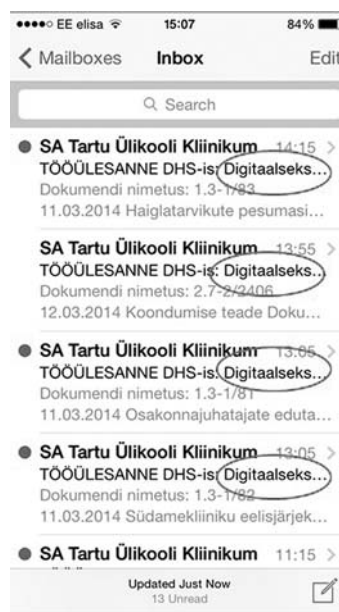 EE elisa 15:07 84%
Mailboxes Inbox Edit
Search
SA Tartu Ülikooli Kliinikum 14:15
TÖÖÜLESANNE DHS-is: Digitaalseks...
Dokumendi nimetus: 1.3-1/83
11.03.2014 Haiglatarvikute pesumasi...
SA Tartu Ülikooli Kliinikum 13:55
TÖÖÜLESANNE DHS-is: Digitaalseks...
Dokumendi nimetus: 2.7-2/2406
12.03.2014 Koondumise teade Doku...
SA Tartu Ülikooli Kliinikum 13:05
TÖÖÜLESANNE DHS-is: Digitaalseks...
Dokumendi nimetus: 1.3-1/81
11.03.2014 Osakonnajuhatajate eduta...
SA Tartu Ülikooli Kliinikum 13:05
TÖÖÜLESANNE DHS-is: Digitaalseks...
Dokumendi nimetus: 1.3-1/82
11.03.2014 Südamekliiniku eelisjärjek...
SA Tartu Ülikooli Kliinikum 11:15
Updated Just Now
13 Unread